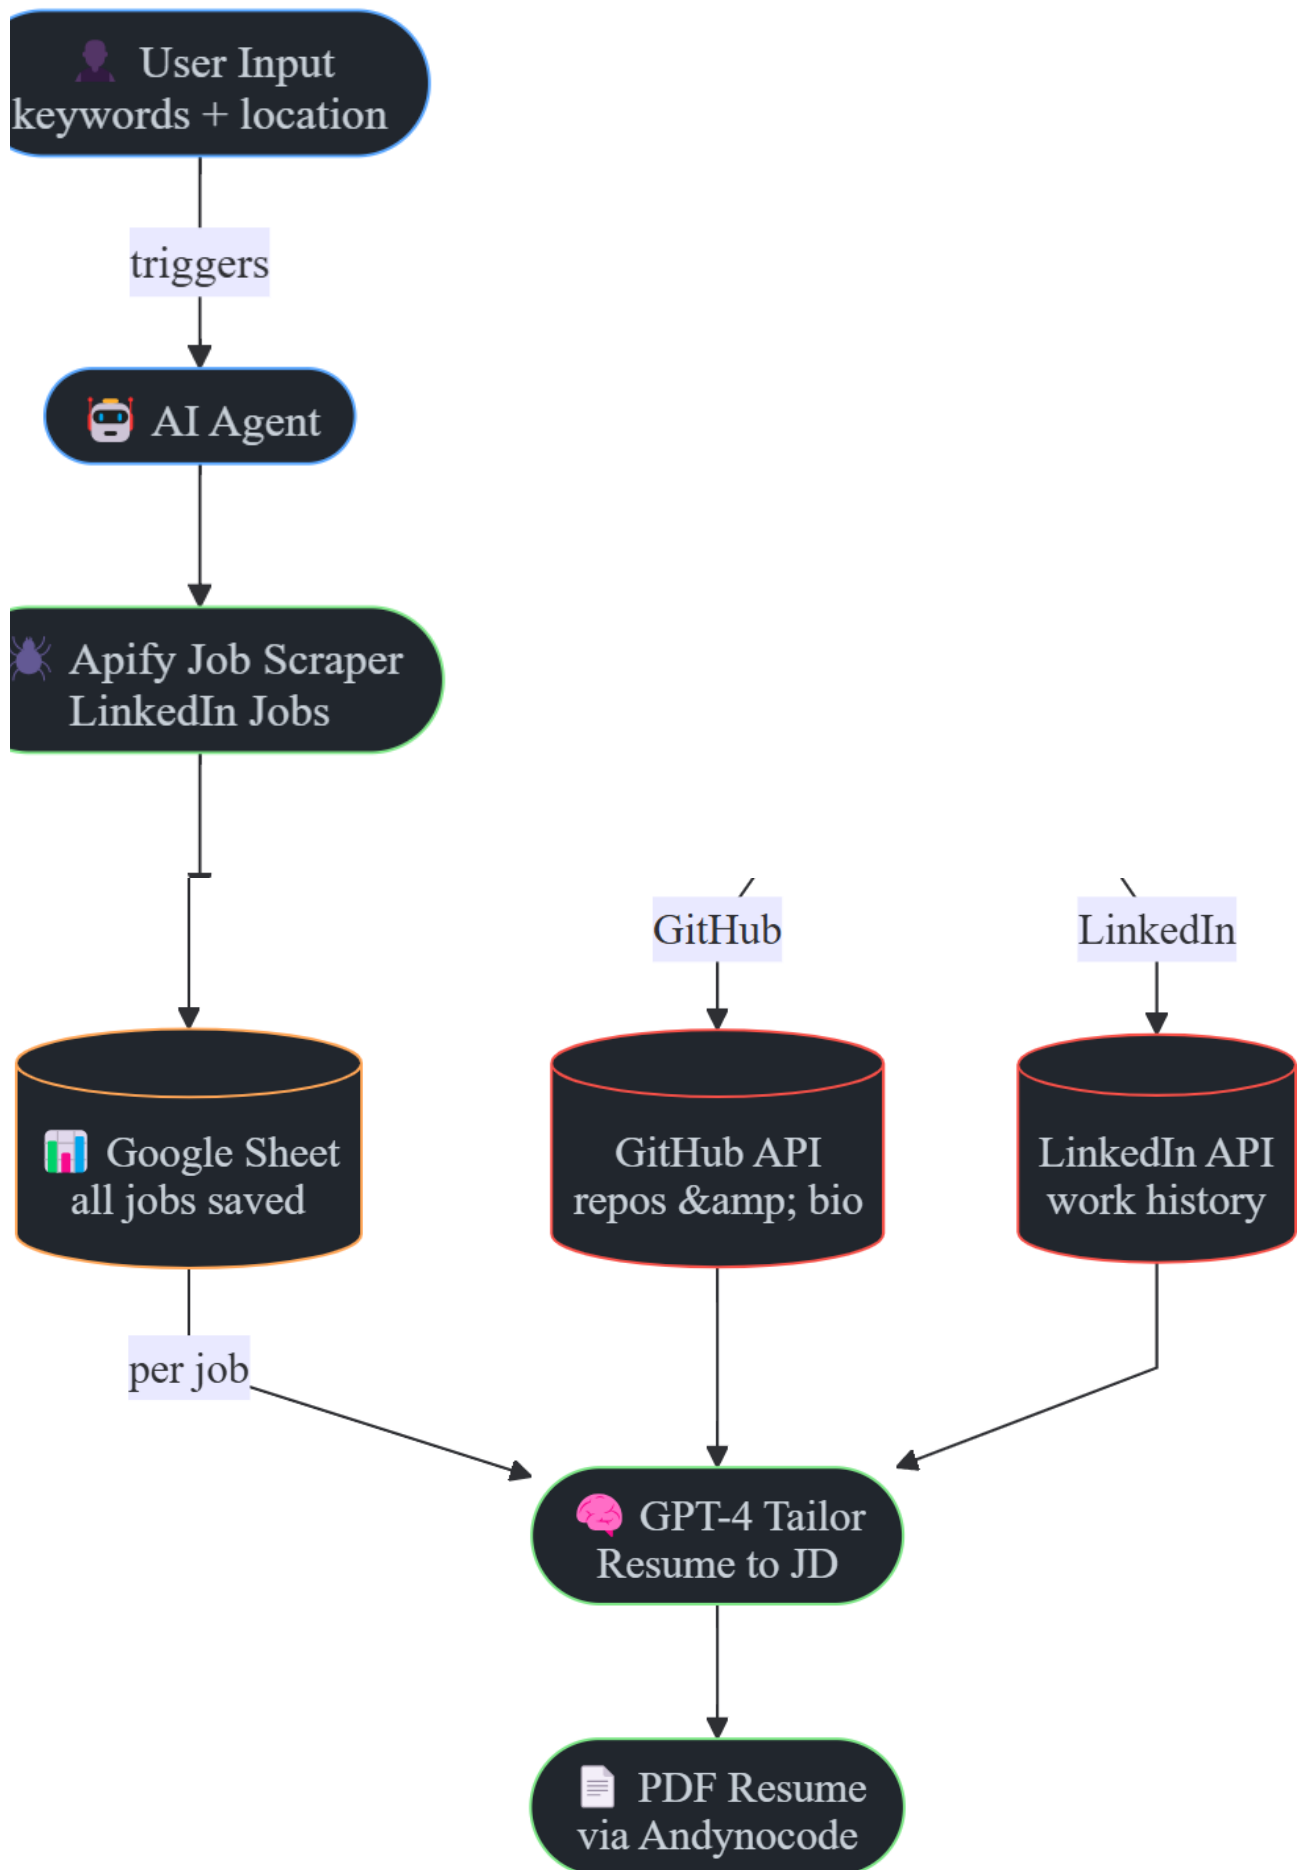 User Input
keywords + location
triggers
AI Agent
Apify Job Scraper
LinkedIn Jobs
GitHub
LinkedIn
Google Sheet
all jobs saved
GitHub API
repos &amp;amp; bio
LinkedIn API
work history
per job
GPT-4 Tailor
Resume to JD
PDF Resume
via Andynocode